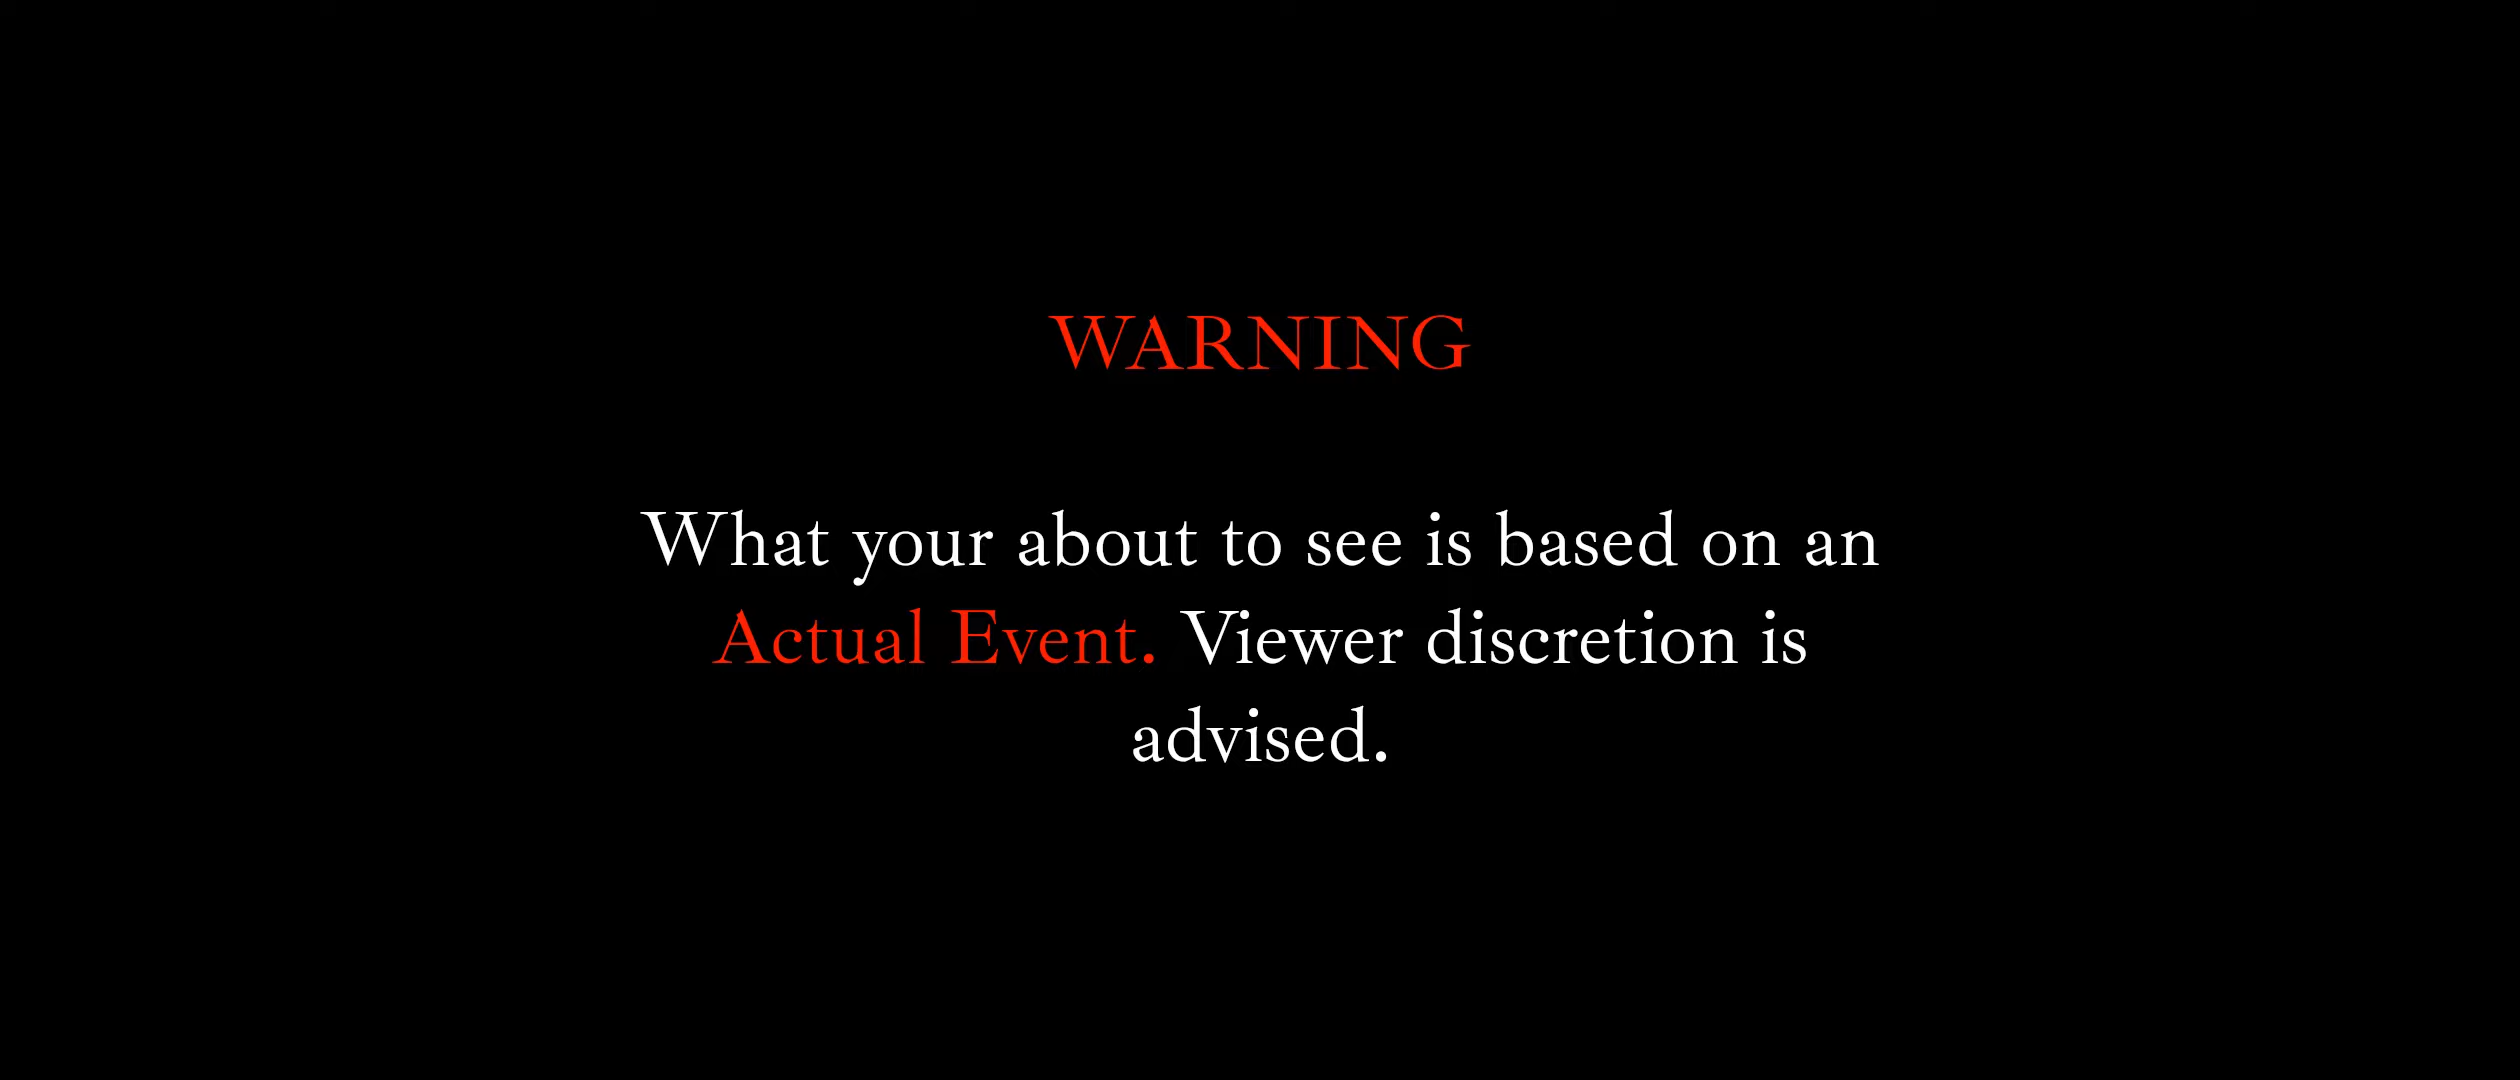 WARNING
What your about to see is based on an
Actual Event. Viewer discretion is
advised.